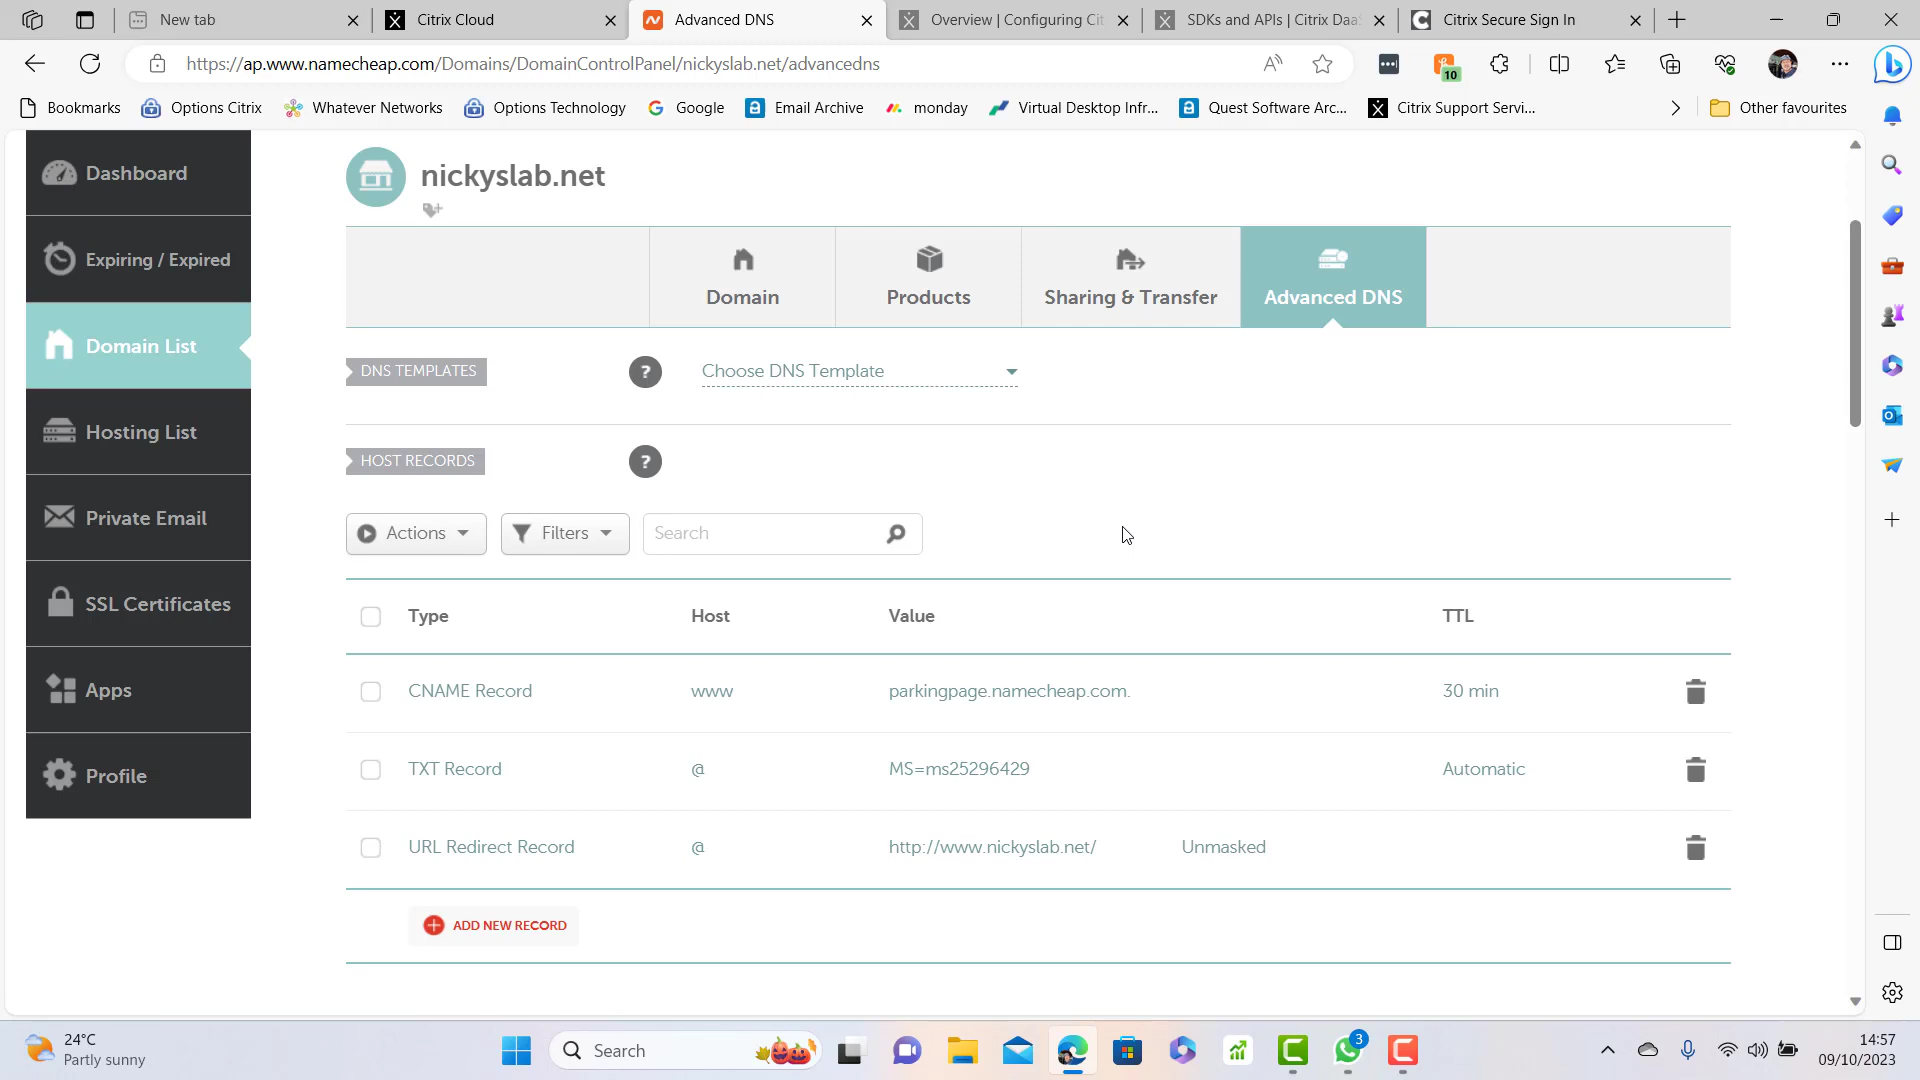 New tab
Citrix Cloud
Advanced DNS
Overview | Configuring Cit
SDKs and APIs | Citrix DaaS
Citrix Secure Sign In
https://ap.www.namecheap.com/Domains/DomainControlPanel/nickyslab.net/advancedns
10
Bookmarks
Options Citrix
Whatever Networks
Options Technology
Google
Email Archive
monday
Virtual Desktop Infr...
Quest Software Arc...
Citrix Support Servi...
Other favourites
Dashboard
Expiring / Expired
Domain List
Hosting List
Private Email
SSL Certificates
Apps
Profile
nickyslab.net
Domain
Products
Sharing & Transfer
Advanced DNS
DNS TEMPLATES
?
Choose DNS Template
HOST RECORDS
?
Actions
Filters
Search
Type Host Value TTL
CNAME Record www parkingpage.namecheap.com. 30 min
TXT Record @ MS=ms25296429 Automatic
URL Redirect Record @ http://www.nickyslab.net/ Unmasked
ADD NEW RECORD
24°C
Partly sunny
Search
3
14:57
09/10/2023